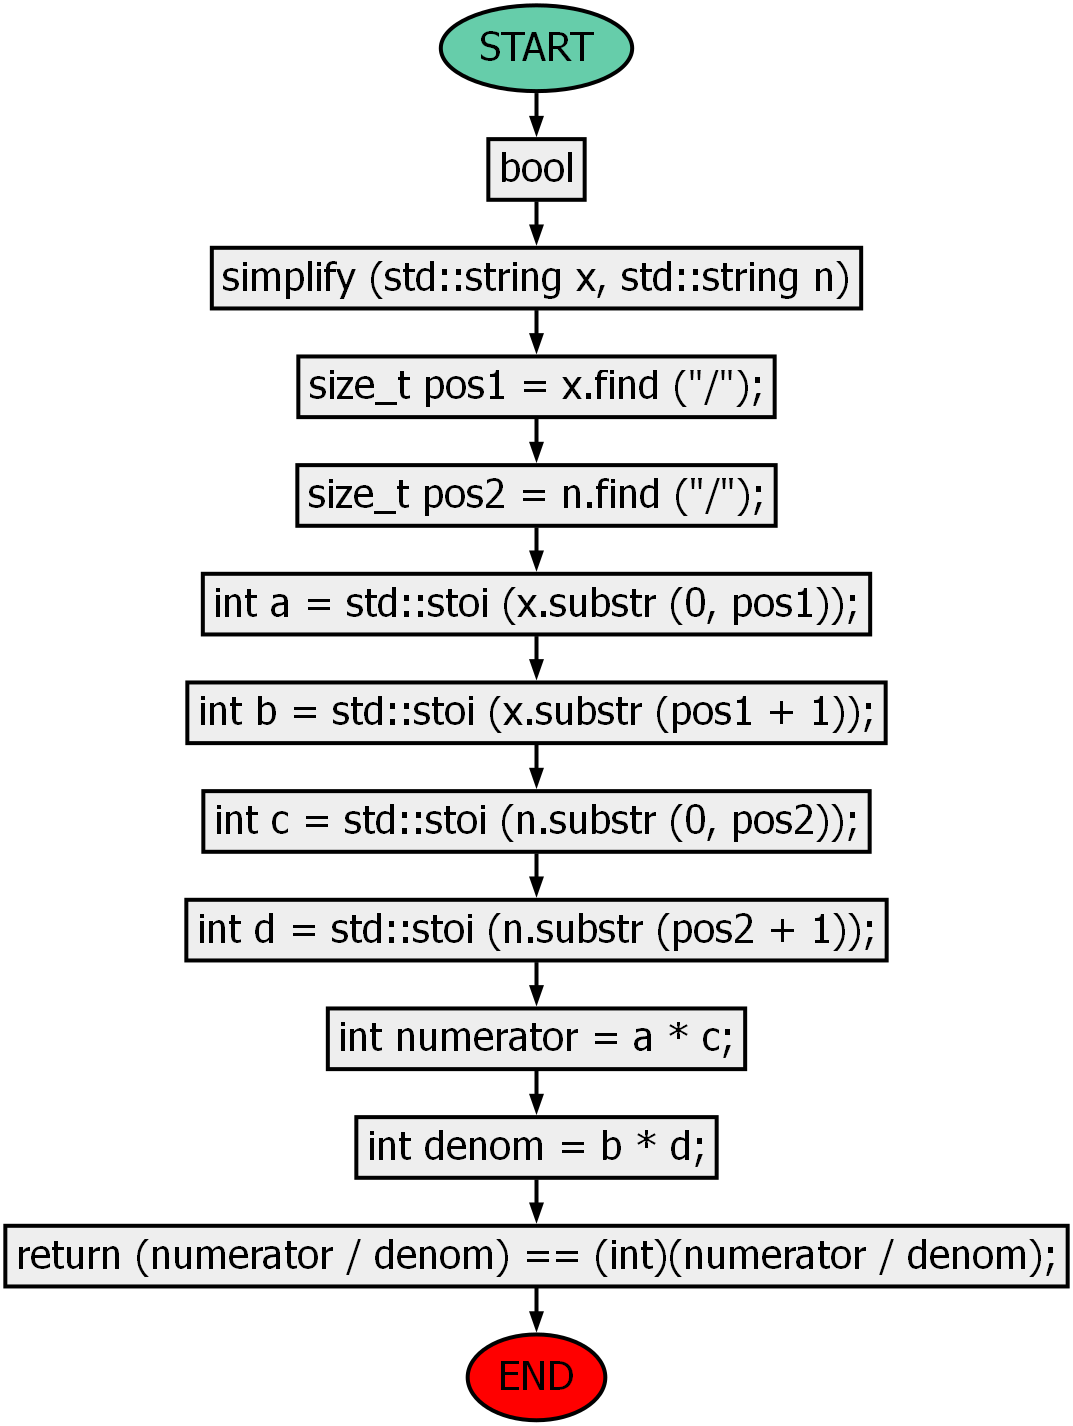 START
bool
simplify (std::string x, std::string n)
size_t pos1 = x.find ("/");
size_t pos2 = n.find ("/");
int a = std::stoi (x.substr (0, pos1));
int b = std::stoi (x.substr (pos1 + 1));
int c = std::stoi (n.substr (0, pos2));
int d = std::stoi (n.substr (pos2 + 1));
int numerator = a * c;
int denom = b * d;
return (numerator / denom) == (int)(numerator / denom);
END